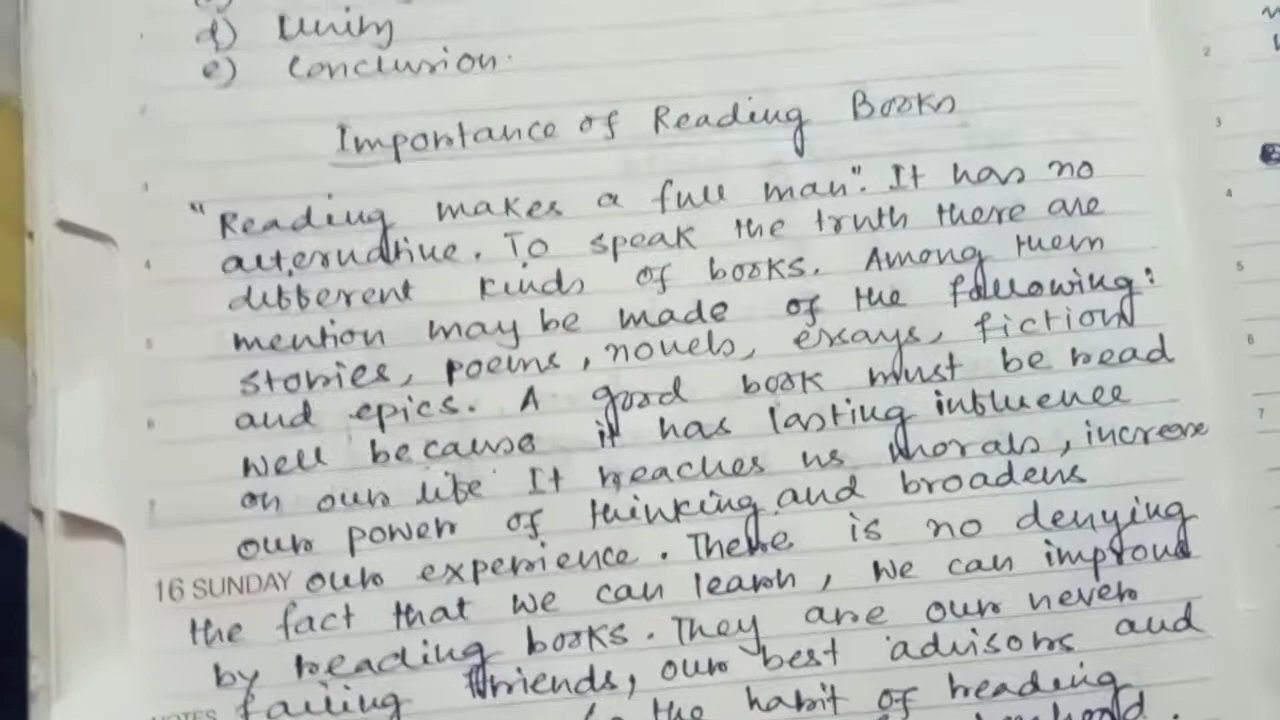 d) Unity
e) Conclusion.
Importance of Reading Books
"Reading makes a full man". It has no
alternative. To speak the truth there are
different kinds of books. Among them
mention may be made of the following:
stories, poems, novels, essays, fiction
and epics. A good book must be read
well because it has lasting influence
on our life It teaches us morals, increase
our power of thinking and broadens
16 SUNDAY our experience. There is no denying
the fact that we can learn, we can improve
by reading books. They are our never
failing friends, our best advisors and
NOTES
the habit of reading